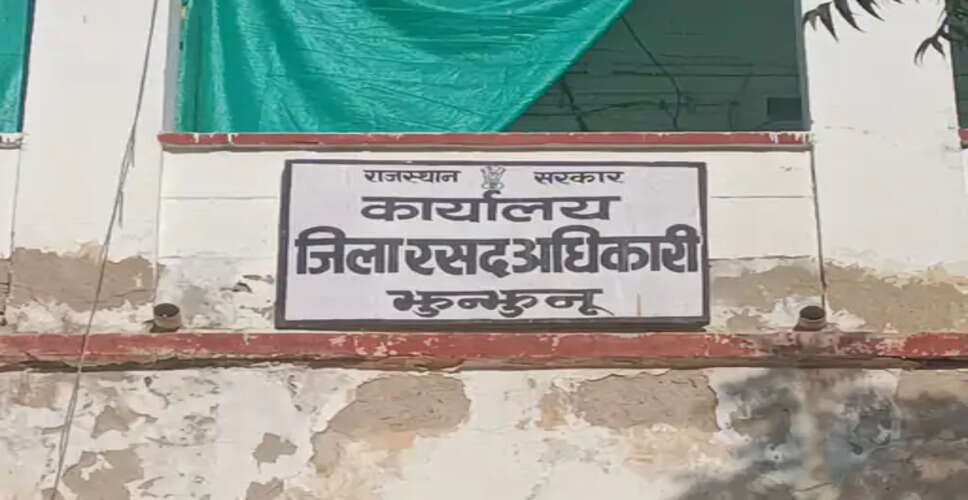 राजस्थान सरकार
कार्यालय
जिला रसद अधिकारी
झुन्झुनू